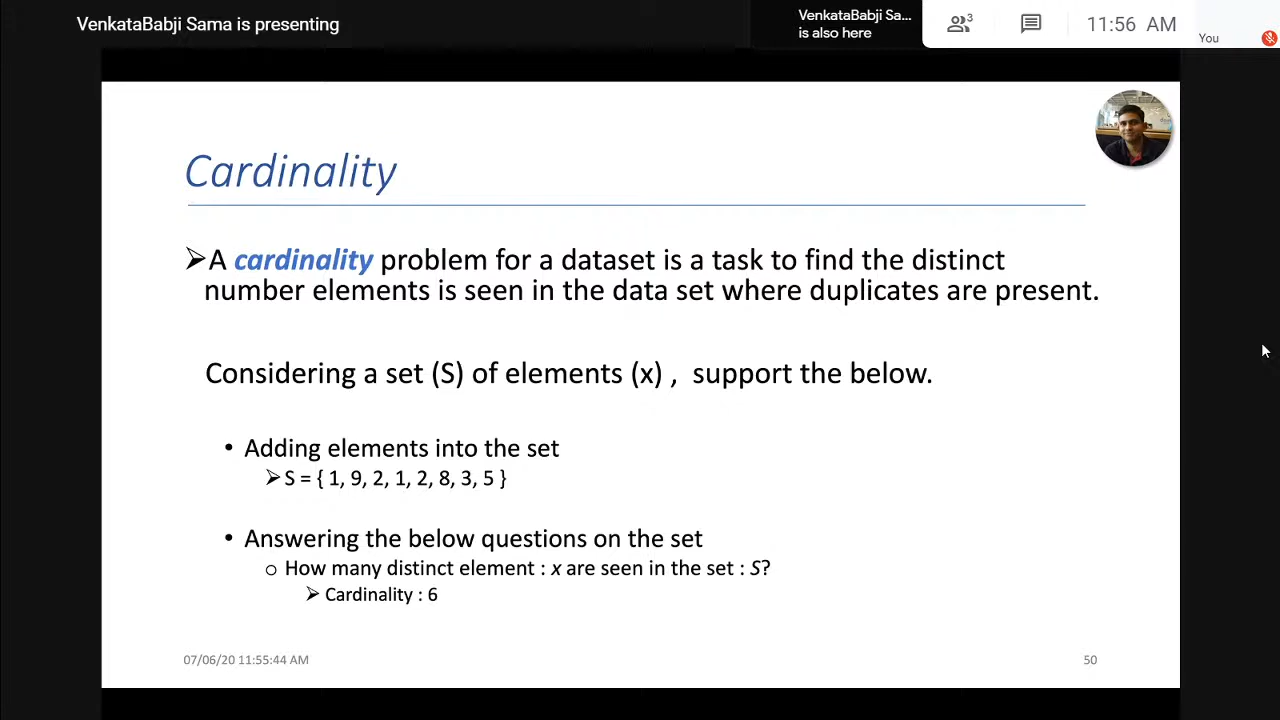 VenkataBabji Sama is presenting
VenkataBabji Sa...
is also here
3
11:56 AM
You
Cardinality
➢A cardinality problem for a dataset is a task to find the distinct
number elements is seen in the data set where duplicates are present.
Considering a set (S) of elements (x) , support the below.
• Adding elements into the set
➢S = { 1, 9, 2, 1, 2, 8, 3, 5 }
• Answering the below questions on the set
o How many distinct element : x are seen in the set : S?
➢ Cardinality : 6
07/06/20 11:55:44 AM
50